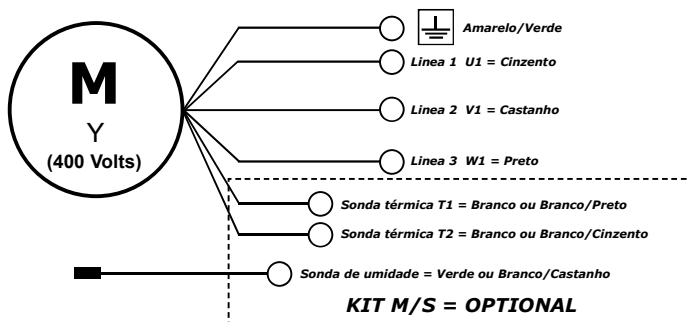 Amarelo/Verde
Linea 1 U1 = Cinzento
M
Y
(400 Volts)
Linea 2 V1 = Castanho
Linea 3 W1 = Preto
Sonda térmica T1 = Branco ou Branco/Preto
Sonda térmica T2 = Branco ou Branco/Cinzento
Sonda de umidade = Verde ou Branco/Castanho
KIT M/S = OPTIONAL